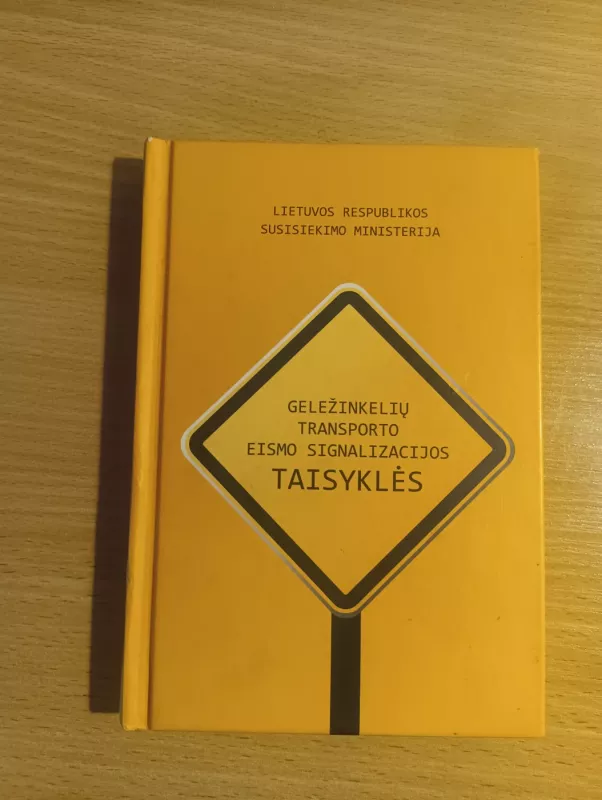 LIETUVOS RESPUBLIKOS
SUSISIEKIMO MINISTERIJA
GELEŽINKELIŲ
TRANSPORTO
EISMO SIGNALIZACIJOS
TAISYKLĖS